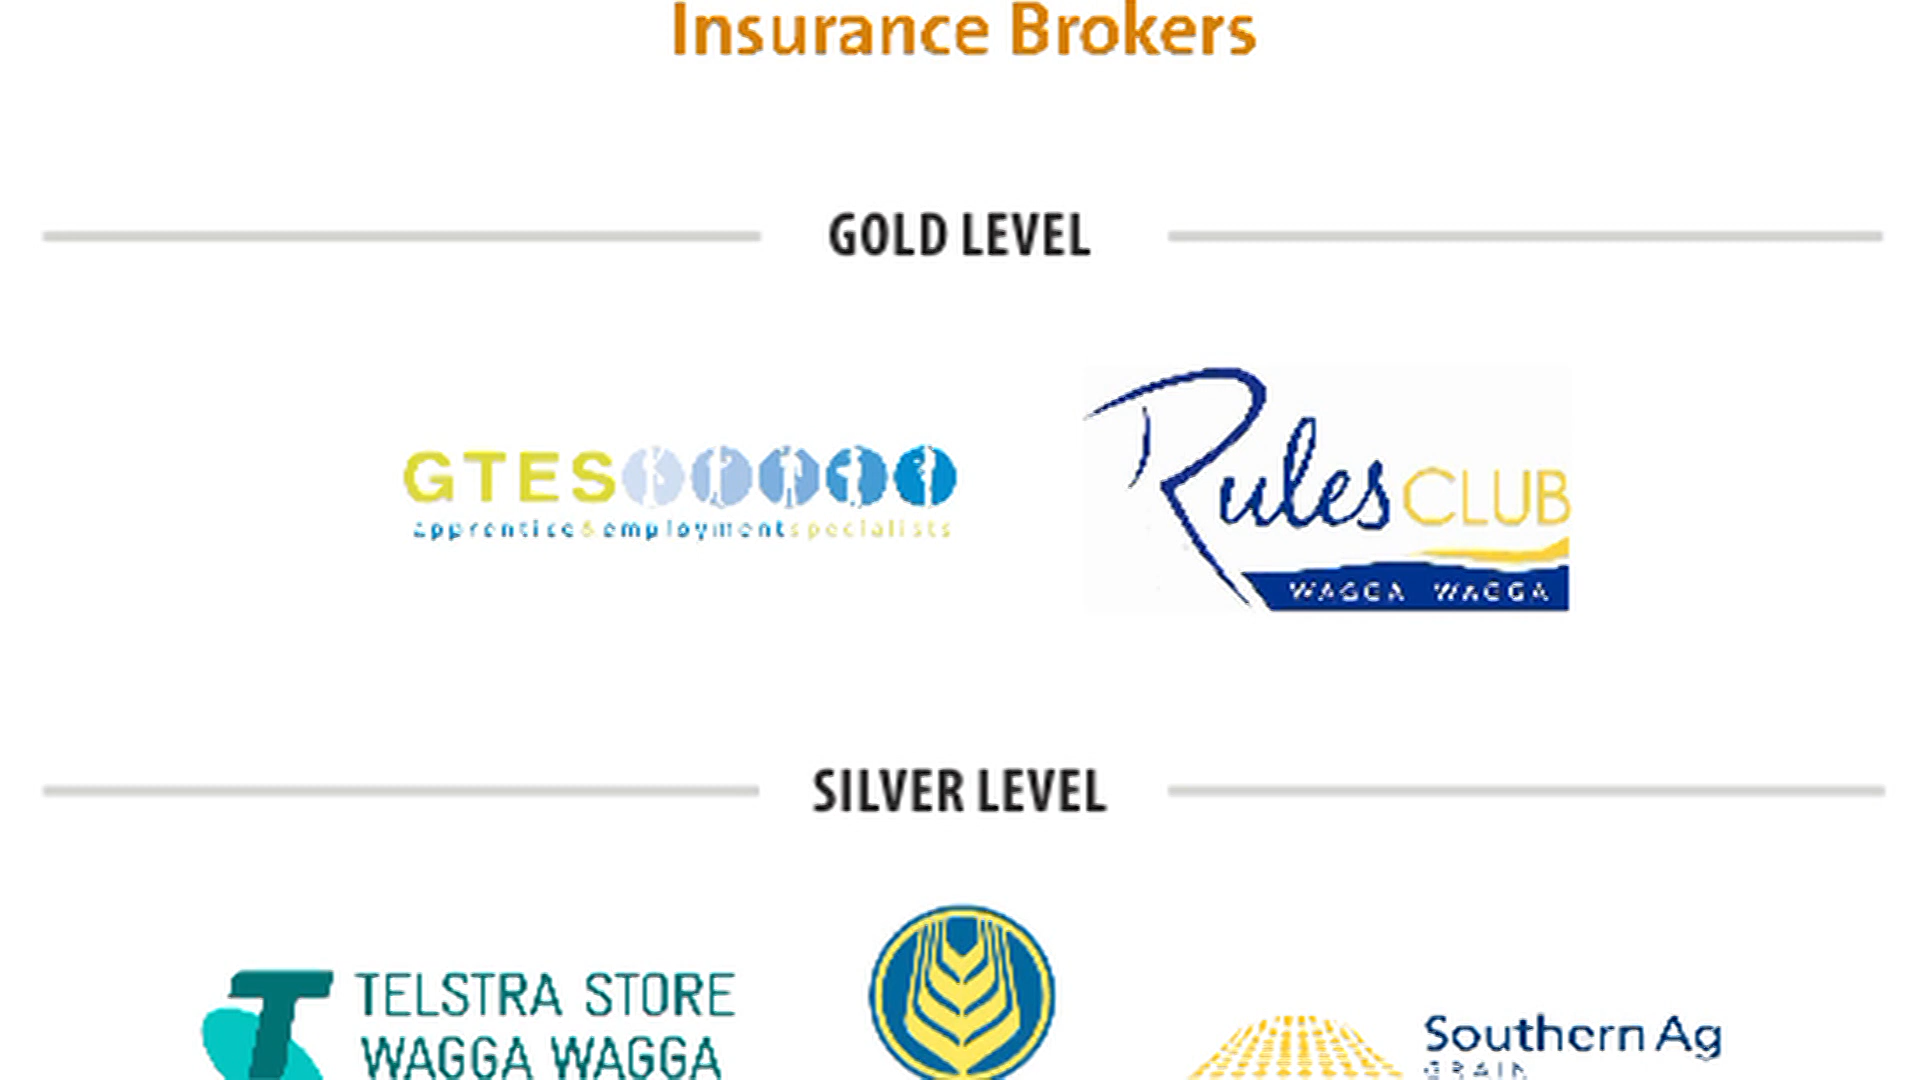 Insurance Brokers
GOLD LEVEL
GTES
apprentice&employmentspecialists
Rules CLUB
WAGGA WAGGA
SILVER LEVEL
TELSTRA STORE
WAGGA WAGGA
Southern Ag
GRAIN